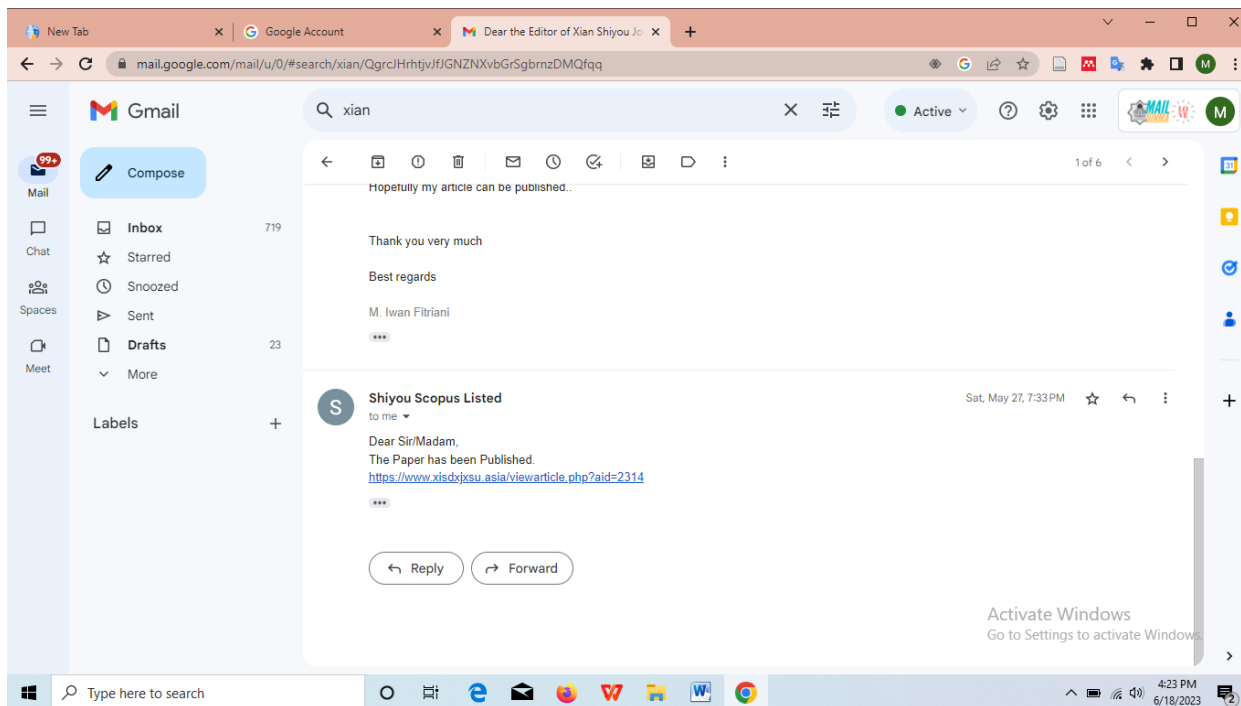 New Tab
Google Account
Dear the Editor of Xian Shiyou Jo
mail.google.com/mail/u/0/#search/xian/QgrcJHrhtjvJfJGNZNXvbGrSgbrnzDMQfqq
M
Gmail
xian
Active
MAIL
M
99+
Mail
Compose
1 of 6
31
Hopefully my article can be published..
Inbox 719
Chat
Starred
Thank you very much
Snoozed
Best regards
Spaces
Sent
M. Iwan Fitriani
Drafts 23
Meet
More
Labels
S
Shiyou Scopus Listed
Sat, May 27, 7:33 PM
to me
Dear Sir/Madam,
The Paper has been Published.
https://www.xisdxjxsu.asia/viewarticle.php?aid=2314
Reply
Forward
Activate Windows
Go to Settings to activate Windows.
Type here to search
W
4:23 PM
6/18/2023
2